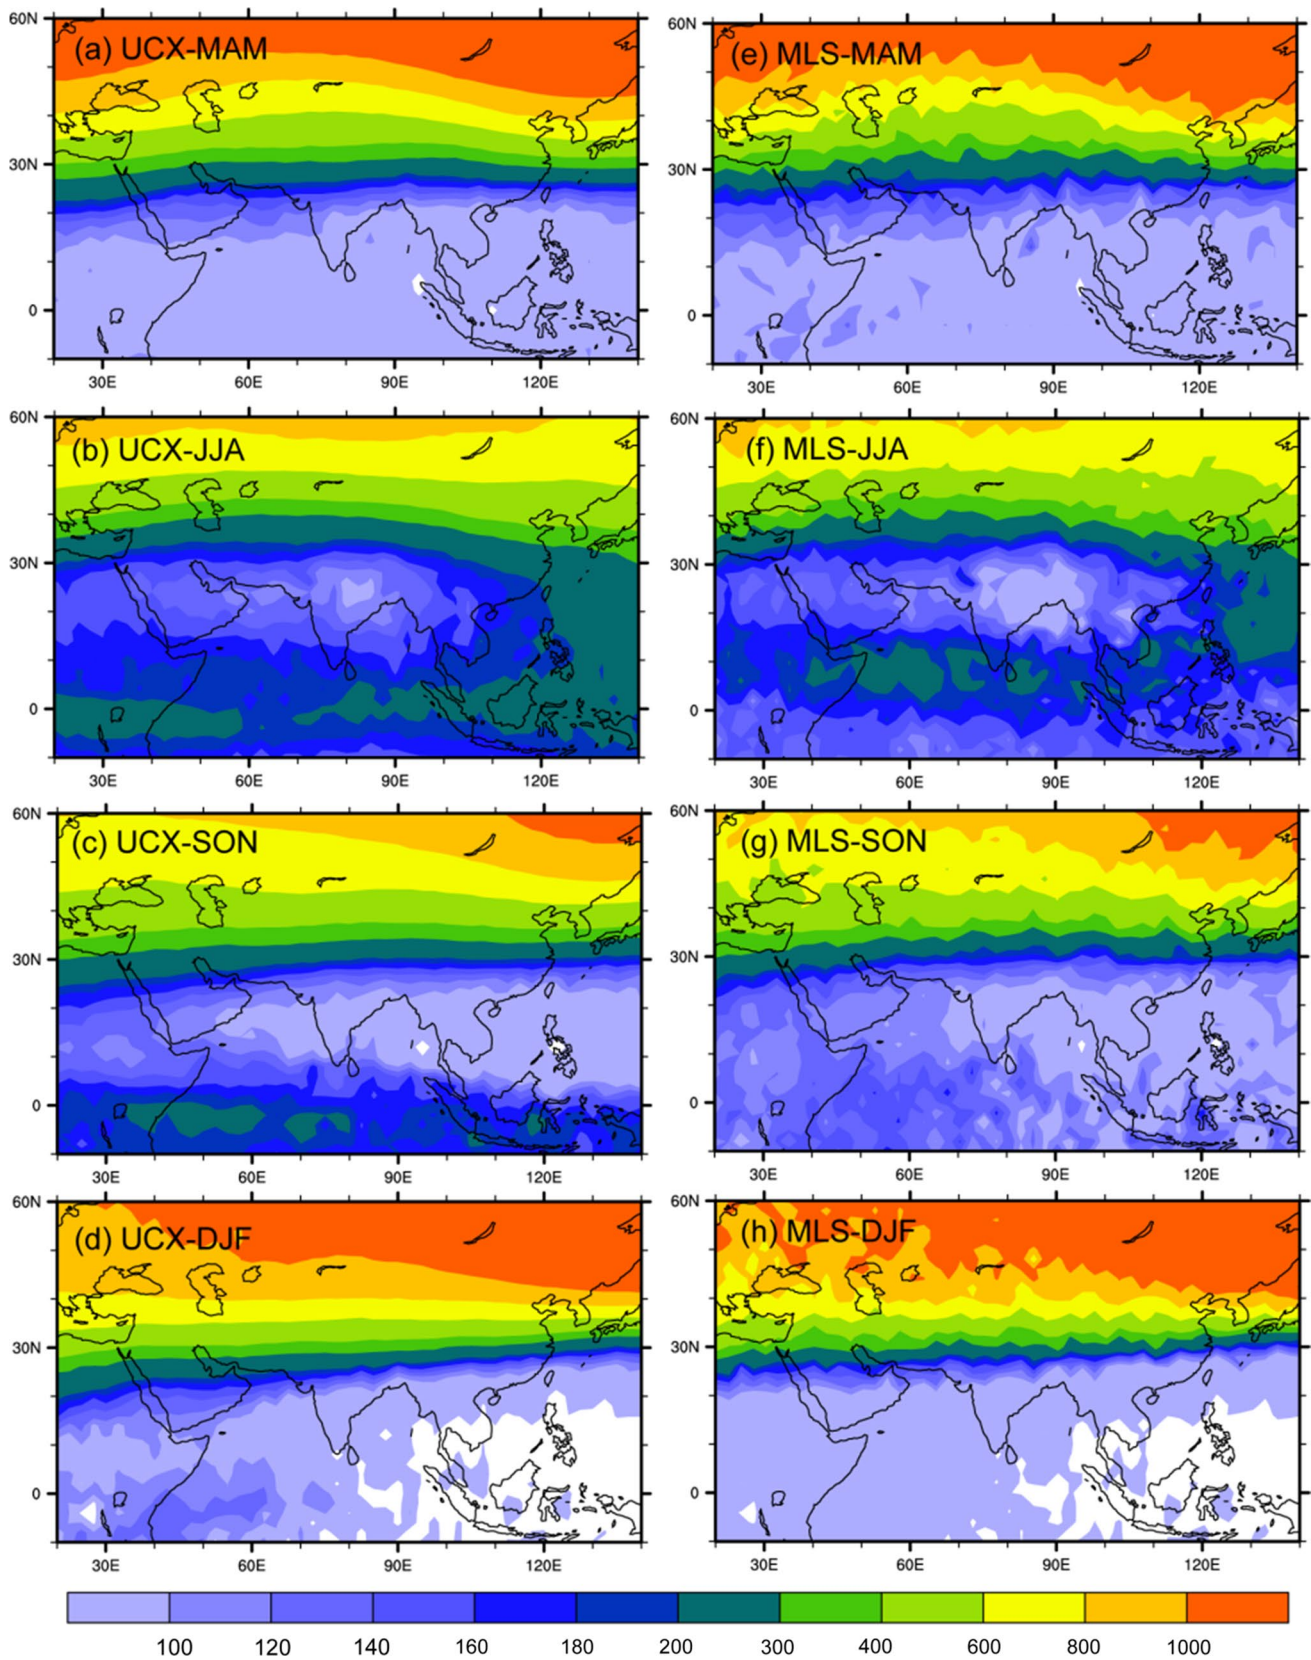 60N
(a) UCX-MAM
30N
0
30E 60E 90E 120E
60N
(e) MLS-MAM
30N
0
30E 60E 90E 120E
60N
(b) UCX-JJA
30N
0
30E 60E 90E 120E
60N
(f) MLS-JJA
30N
0
30E 60E 90E 120E
60N
(c) UCX-SON
30N
0
30E 60E 90E 120E
60N
(g) MLS-SON
30N
0
30E 60E 90E 120E
60N
(d) UCX-DJF
30N
0
30E 60E 90E 120E
60N
(h) MLS-DJF
30N
0
30E 60E 90E 120E
100 120 140 160 180 200 300 400 600 800 1000